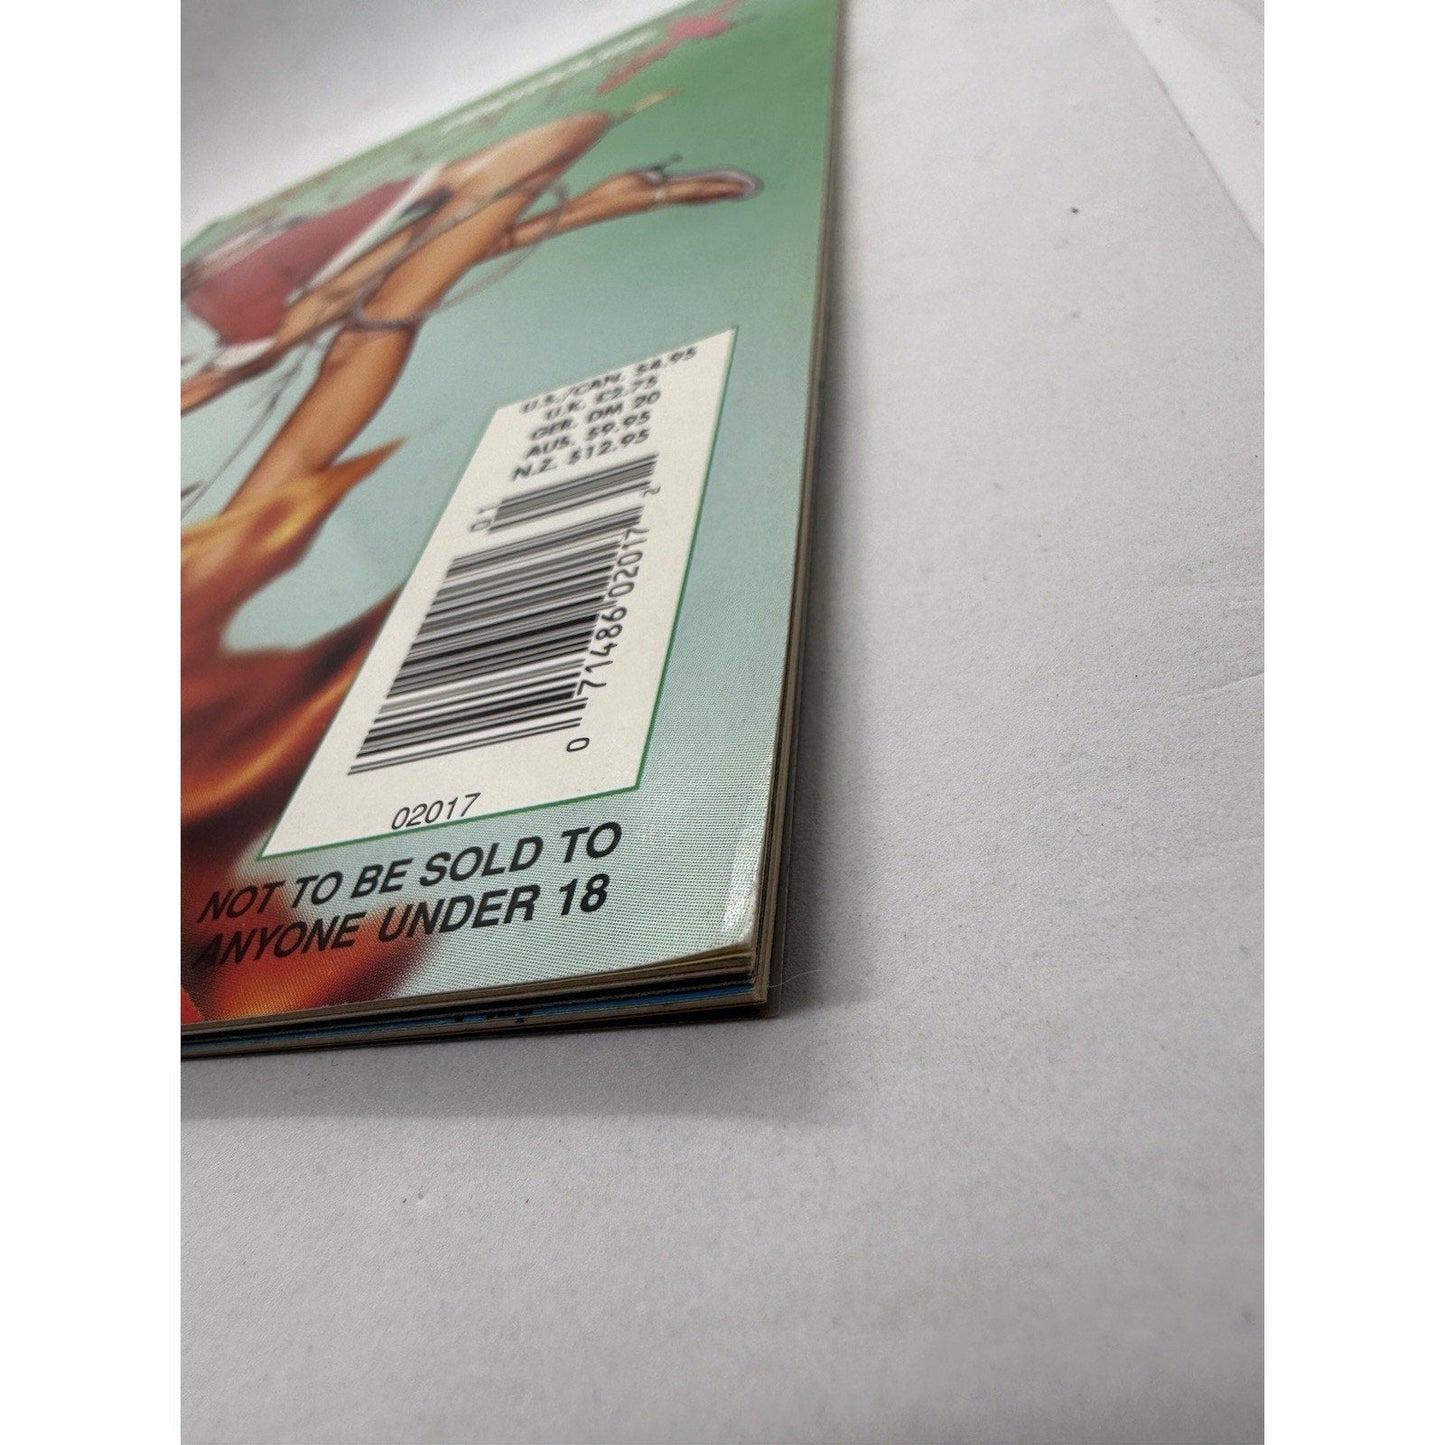 U.S./CAN. $4.95
U.K. £2.75
GER. DM 20
AUS. $9.95
N.Z. $12.95
01
0 71486 02017 2
02017
NOT TO BE SOLD TO
ANYONE UNDER 18